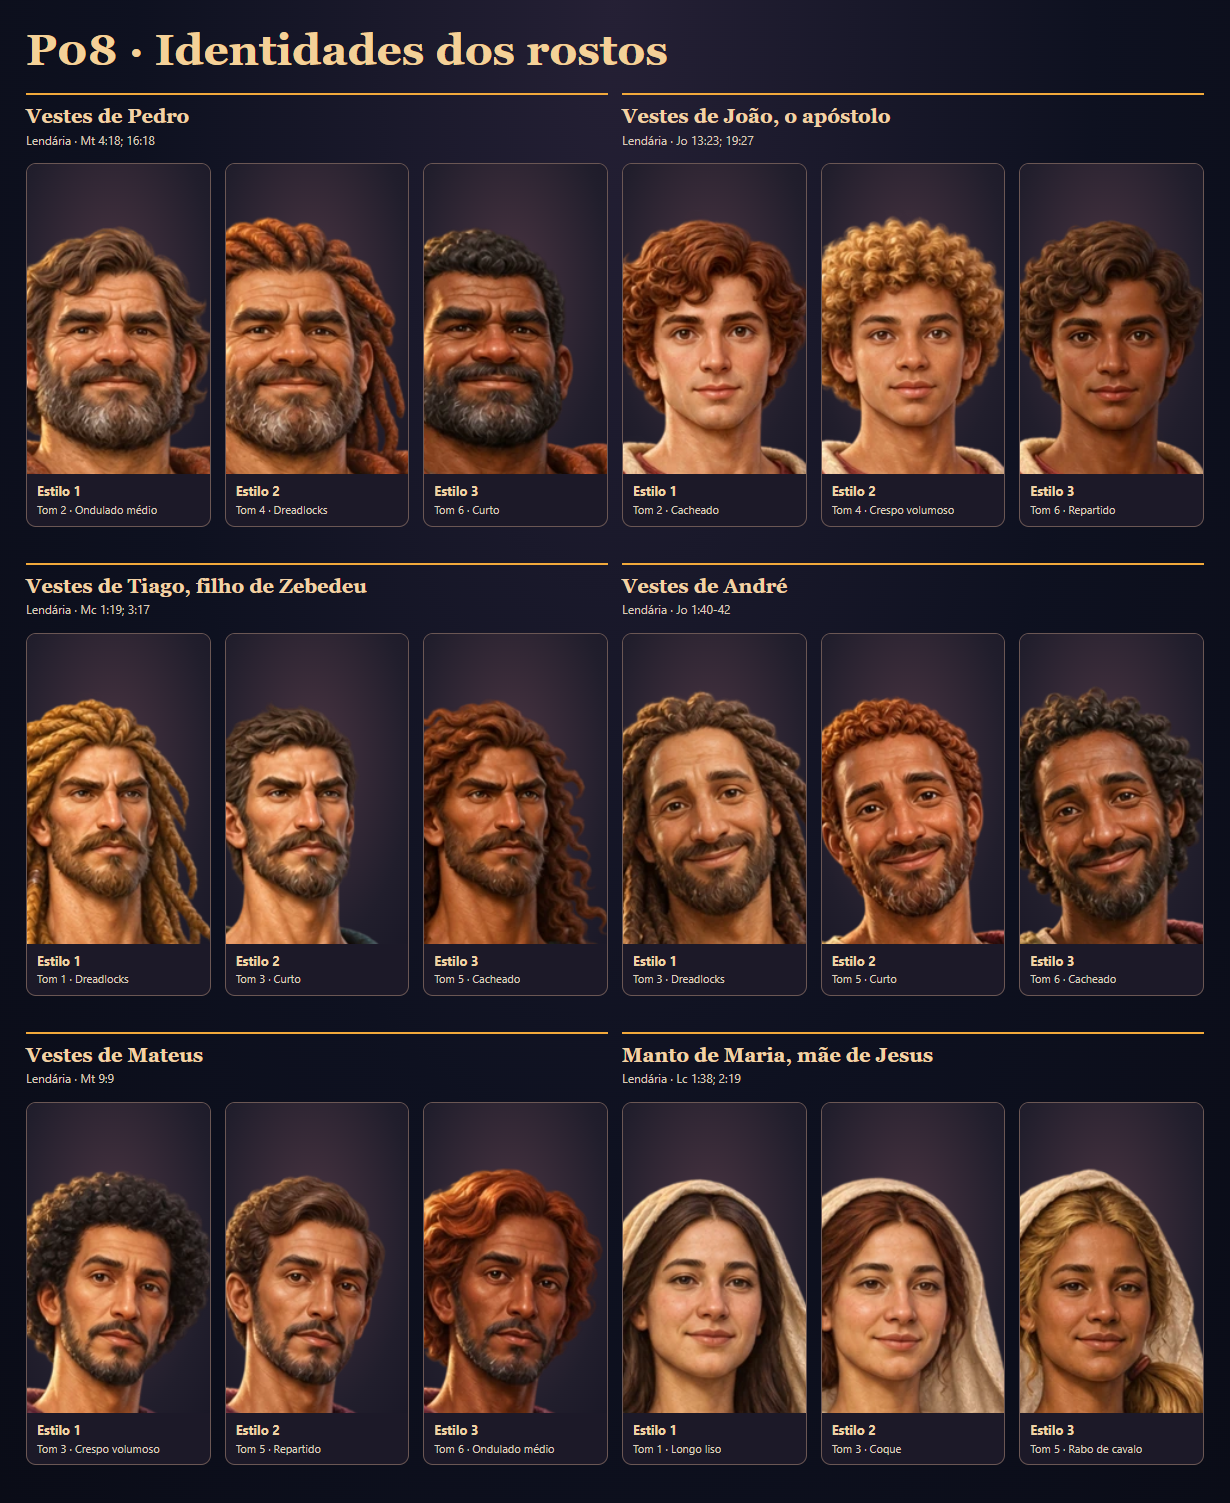 P08 · Identidades dos rostos
Vestes de Pedro
Lendária · Mt 4:18; 16:18
Estilo 1
Tom 2 · Ondulado médio
Estilo 2
Tom 4 · Dreadlocks
Estilo 3
Tom 6 · Curto
Vestes de João, o apóstolo
Lendária · Jo 13:23; 19:27
Estilo 1
Tom 2 · Cacheado
Estilo 2
Tom 4 · Crespo volumoso
Estilo 3
Tom 6 · Repartido
Vestes de Tiago, filho de Zebedeu
Lendária · Mc 1:19; 3:17
Estilo 1
Tom 1 · Dreadlocks
Estilo 2
Tom 3 · Curto
Estilo 3
Tom 5 · Cacheado
Vestes de André
Lendária · Jo 1:40-42
Estilo 1
Tom 3 · Dreadlocks
Estilo 2
Tom 5 · Curto
Estilo 3
Tom 6 · Cacheado
Vestes de Mateus
Lendária · Mt 9:9
Estilo 1
Tom 3 · Crespo volumoso
Estilo 2
Tom 5 · Repartido
Estilo 3
Tom 6 · Ondulado médio
Manto de Maria, mãe de Jesus
Lendária · Lc 1:38; 2:19
Estilo 1
Tom 1 · Longo liso
Estilo 2
Tom 3 · Coque
Estilo 3
Tom 5 · Rabo de cavalo